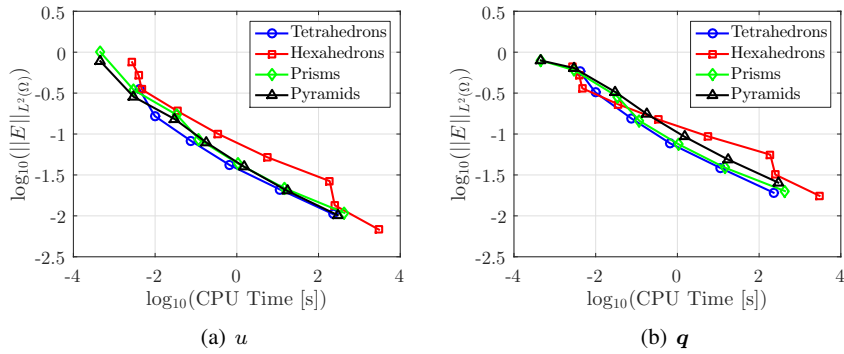 0.5
0
-0.5
-1
-1.5
-2
-2.5
log₁₀(||E||_{L²(Ω)})
-4 -2 0 2 4
log₁₀(CPU Time [s])
Tetrahedrons
Hexahedrons
Prisms
Pyramids
(a) u
0.5
0
-0.5
-1
-1.5
-2
-2.5
log₁₀(||E||_{L²(Ω)})
-4 -2 0 2 4
log₁₀(CPU Time [s])
Tetrahedrons
Hexahedrons
Prisms
Pyramids
(b) q